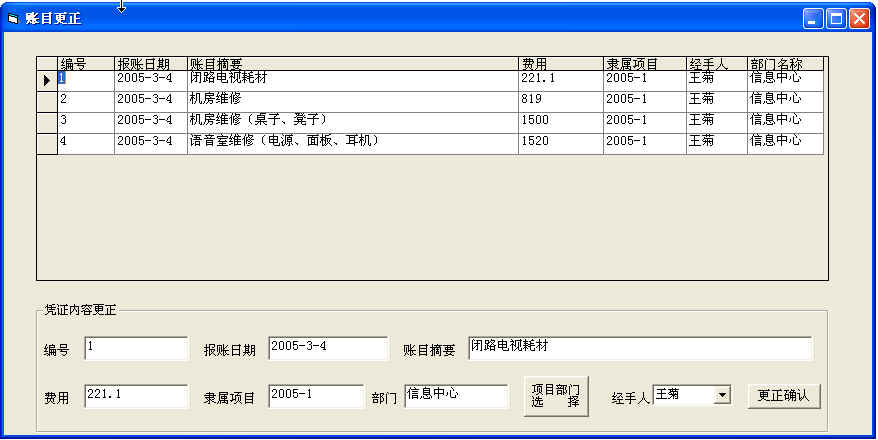 账目更正
编号 报账日期 账目摘要 费用 隶属项目 经手人 部门名称
1 2005-3-4 闭路电视耗材 221.1 2005-1 王菊 信息中心
2 2005-3-4 机房维修 819 2005-1 王菊 信息中心
3 2005-3-4 机房维修（桌子、凳子） 1500 2005-1 王菊 信息中心
4 2005-3-4 语音室维修（电源、面板、耳机） 1520 2005-1 王菊 信息中心
凭证内容更正
编号 1 报账日期 2005-3-4 账目摘要 闭路电视耗材
费用 221.1 隶属项目 2005-1 部门 信息中心 项目部门
选 择 经手人 王菊 更正确认